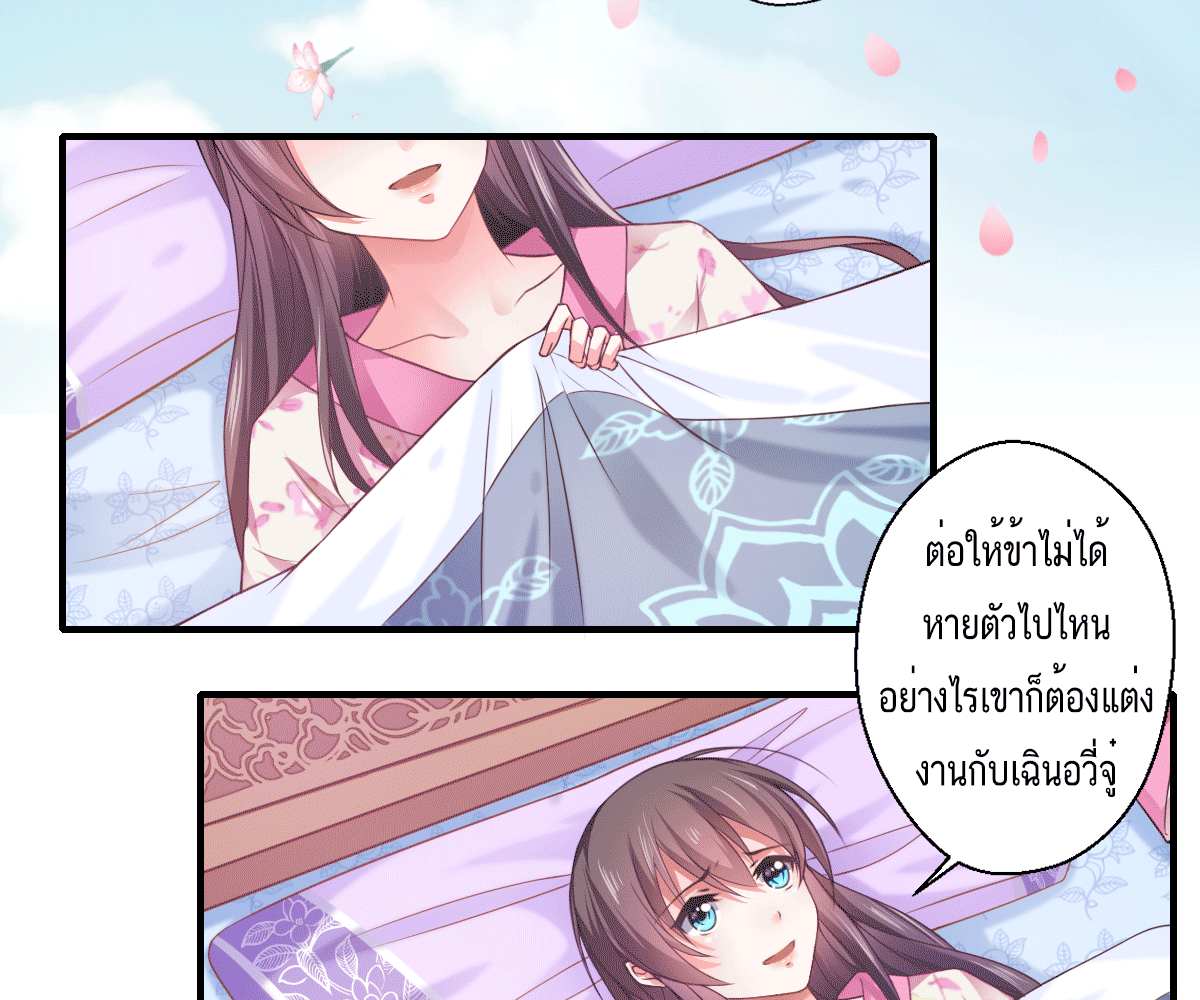 ต่อให้ข้าไม่ได้
หายตัวไปไหน
อย่างไรเขาก็ต้องแต่ง
งานกับเฉินอวี่จู๋